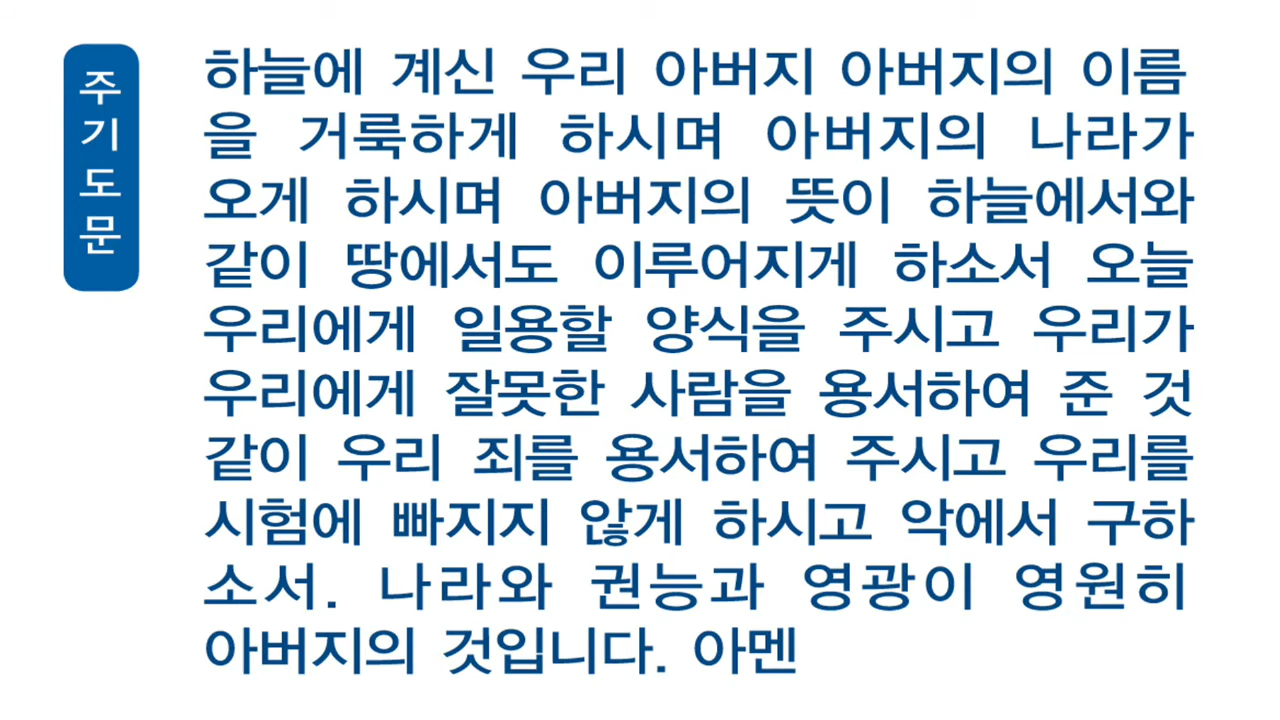 주기도문
하늘에 계신 우리 아버지 아버지의 이름
을 거룩하게 하시며 아버지의 나라가
오게 하시며 아버지의 뜻이 하늘에서와
같이 땅에서도 이루어지게 하소서 오늘
우리에게 일용할 양식을 주시고 우리가
우리에게 잘못한 사람을 용서하여 준 것
같이 우리 죄를 용서하여 주시고 우리를
시험에 빠지지 않게 하시고 악에서 구하
소서. 나라와 권능과 영광이 영원히
아버지의 것입니다. 아멘